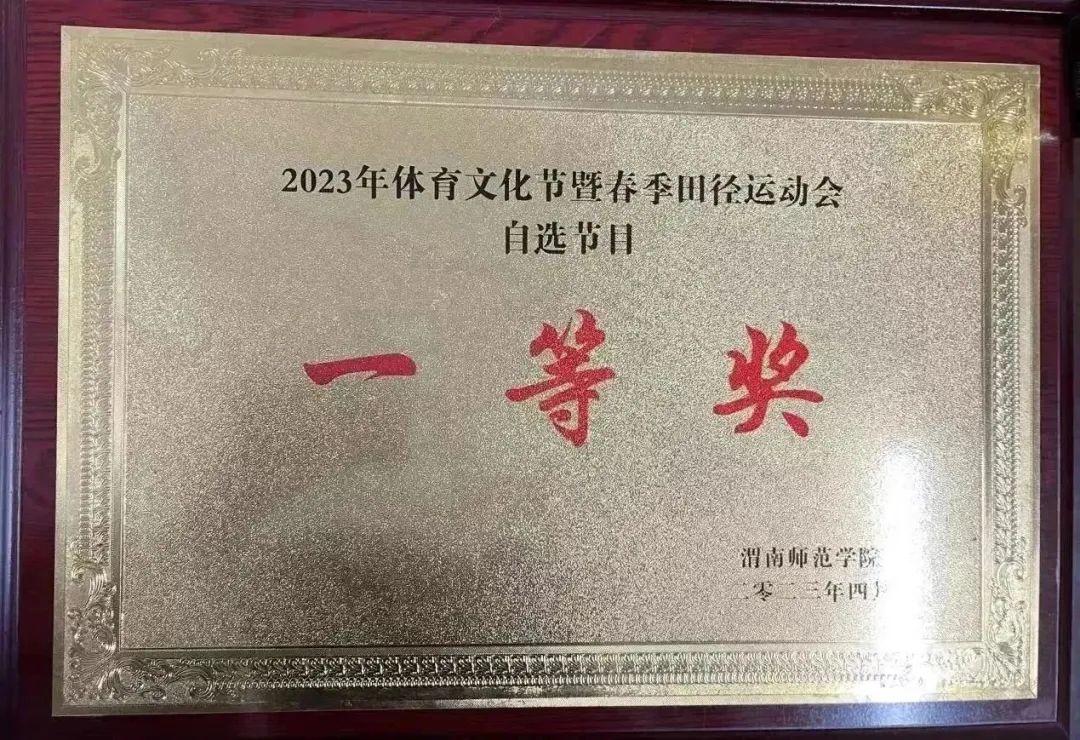 2023年体育文化节暨春季田径运动会
自选节目
一等奖
渭南师范学院
二零二三年四月